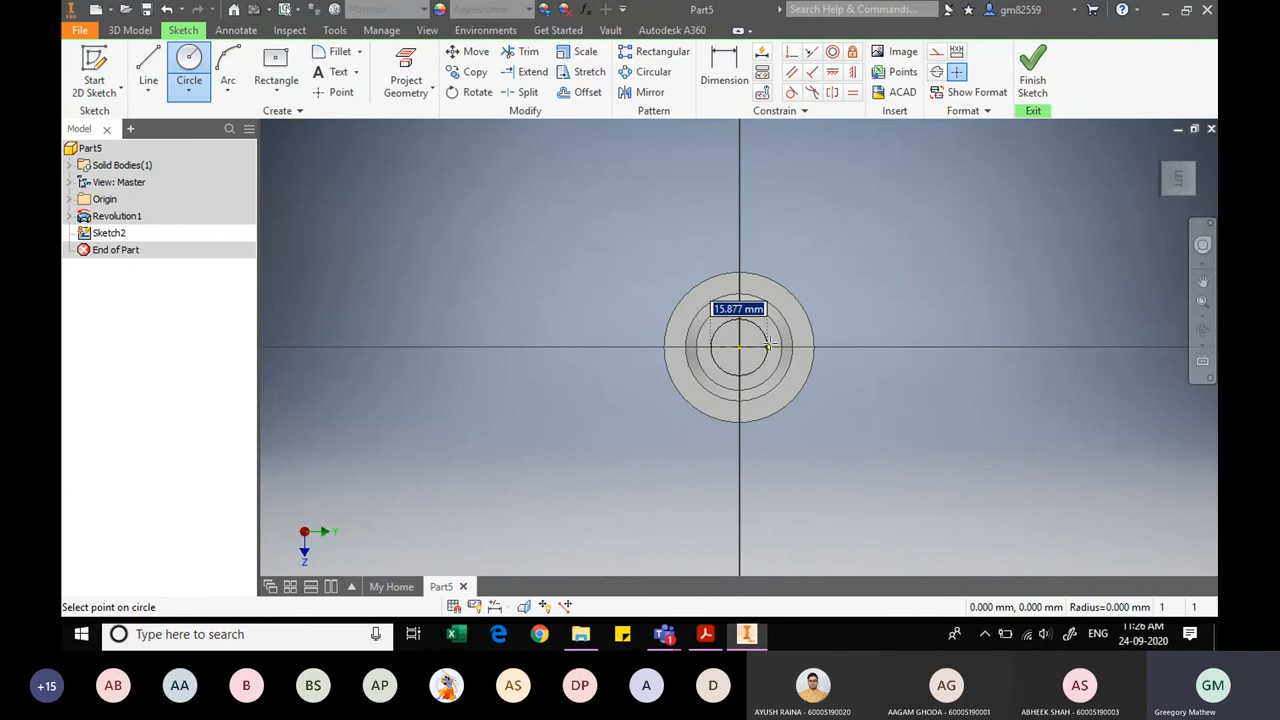 Material
Appearance
Part5
Search Help & Commands...
gm82559
File
3D Model
Sketch
Annotate
Inspect
Tools
Manage
View
Environments
Get Started
Vault
Autodesk A360
Start
2D Sketch
Line
Circle
Arc
Rectangle
Fillet
Text
Point
Project
Geometry
Move
Copy
Rotate
Trim
Extend
Split
Scale
Stretch
Offset
Rectangular
Circular
Mirror
Dimension
Image
Points
ACAD
Show Format
Finish
Sketch
Sketch
Create
Modify
Pattern
Constrain
Insert
Format
Exit
Model
Part5
Solid Bodies(1)
View: Master
Origin
Revolution1
Sketch2
End of Part
LEFT
15.877 mm
Y
Z
My Home
Part5
Select point on circle
0.000 mm, 0.000 mm
Radius=0.000 mm
1
1
Type here to search
1
ENG
11:26 AM
24-09-2020
+15
AB
AA
B
BS
AP
AS
DP
A
D
AYUSH RAINA - 60005190020
AG
AAGAM GHODA - 60005190001
AS
ABHEEK SHAH - 60005190003
GM
Greegory Mathew